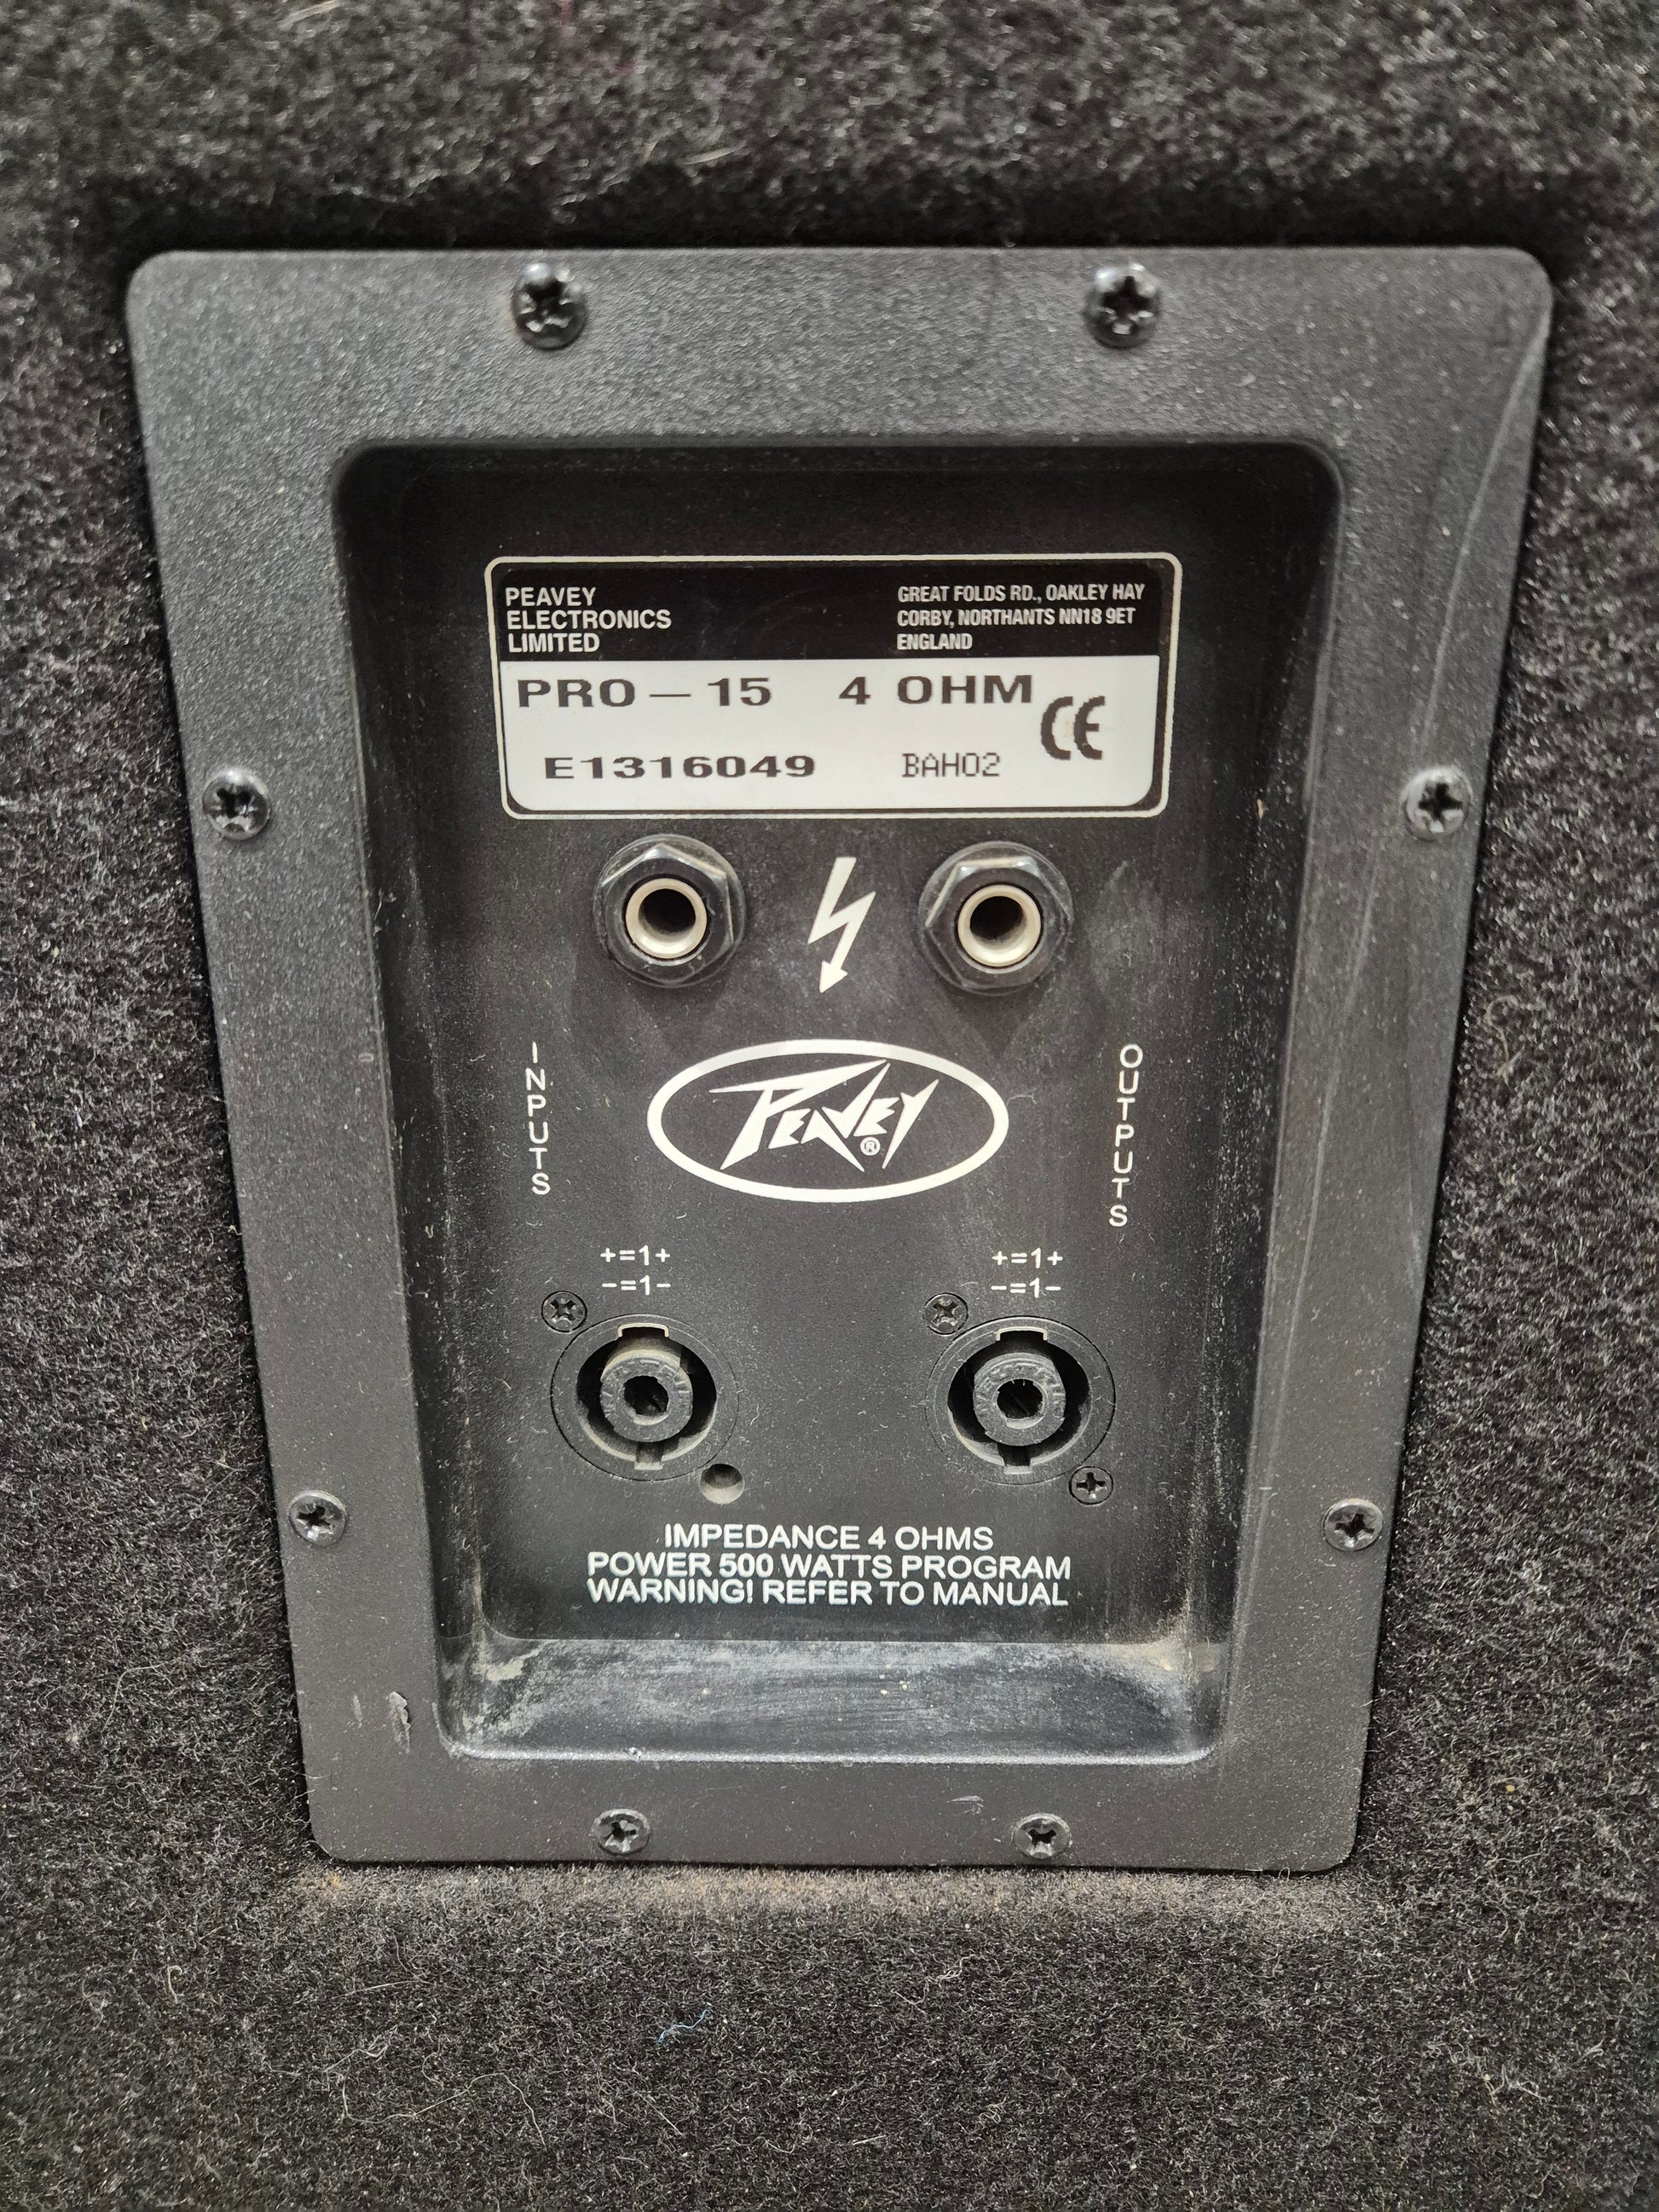 PEAVEY
ELECTRONICS
LIMITED
GREAT FOLDS RD., OAKLEY HAY
CORBY, NORTHANTS NN18 9ET
ENGLAND
PRO – 15 4 OHM
CE
E1316049 BAH02
INPUTS
PEAVEY®
OUTPUTS
+=1+
-=1-
+=1+
-=1-
IMPEDANCE 4 OHMS
POWER 500 WATTS PROGRAM
WARNING! REFER TO MANUAL